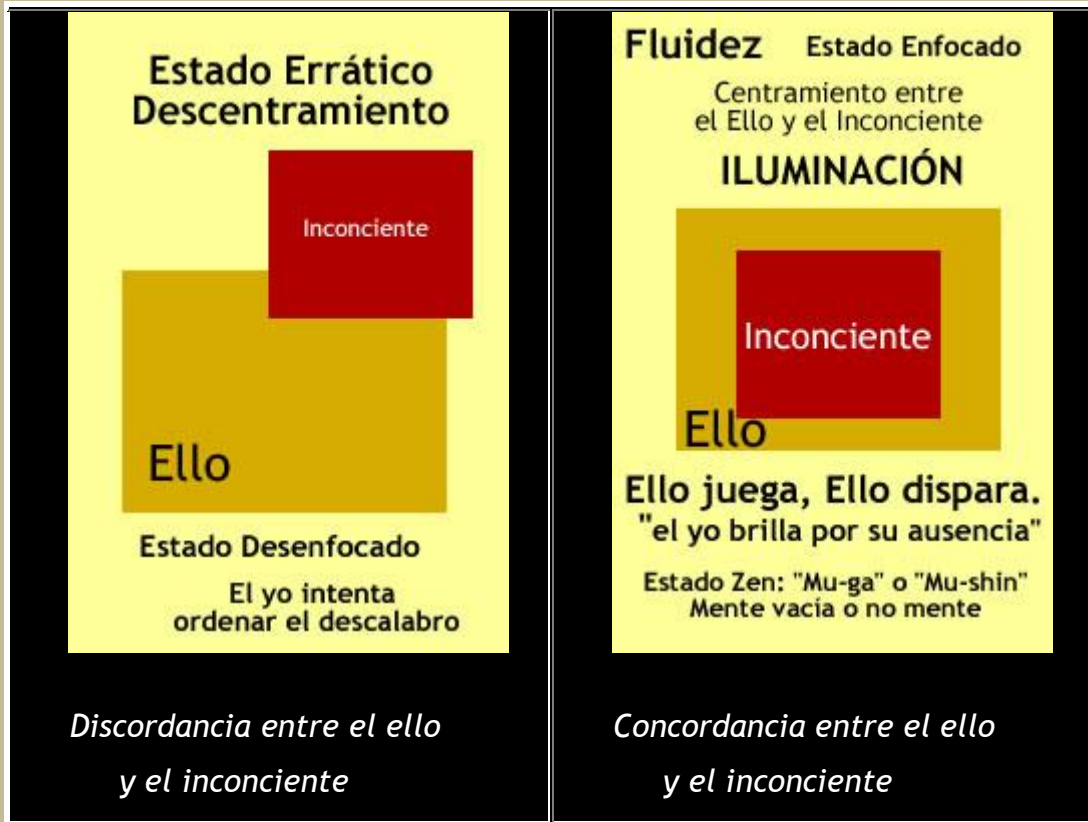 Estado Errático
Descentramiento
Inconciente
Ello
Estado Desenfocado
El yo intenta
ordenar el descalabro
Discordancia entre el ello
y el inconciente
Fluidez Estado Enfocado
Centramiento entre
el Ello y el Inconciente
ILUMINACIÓN
Inconciente
Ello
Ello juega, Ello dispara.
"el yo brilla por su ausencia"
Estado Zen: "Mu-ga" o "Mu-shin"
Mente vacía o no mente
Concordancia entre el ello
y el inconciente